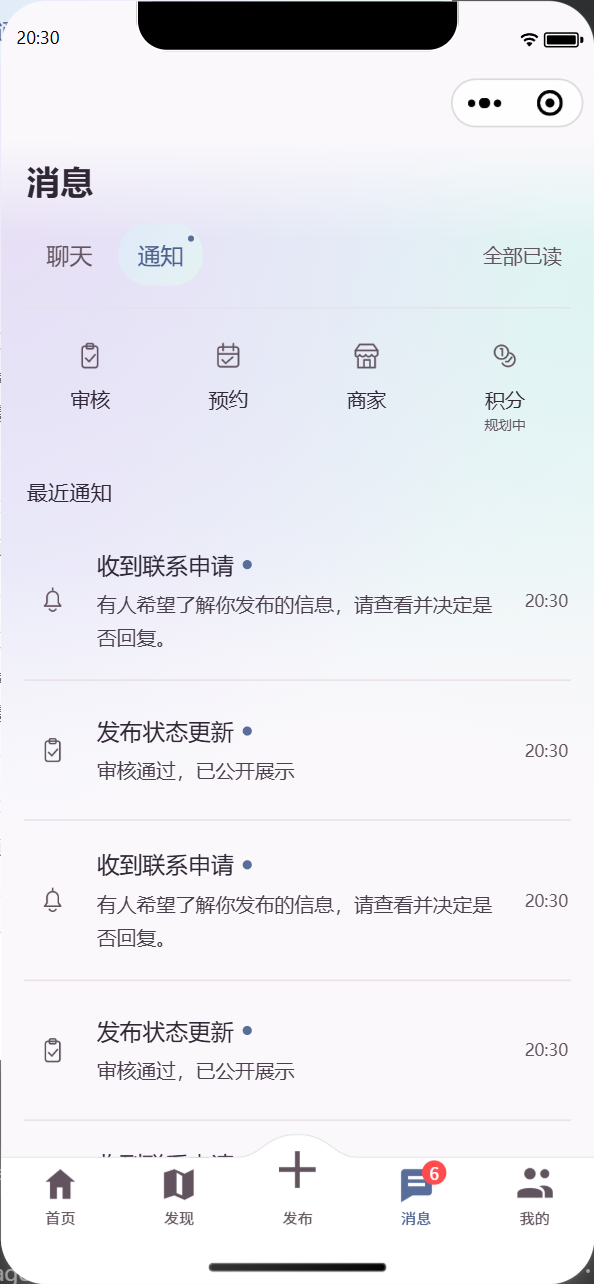 20:30
消息
聊天 通知 全部已读
审核 预约 商家 积分
规划中
最近通知
收到联系申请
有人希望了解你发布的信息，请查看并决定是 20:30
否回复。
发布状态更新
审核通过，已公开展示 20:30
收到联系申请
有人希望了解你发布的信息，请查看并决定是 20:30
否回复。
发布状态更新
审核通过，已公开展示 20:30
6
首页 发现 发布 消息 我的